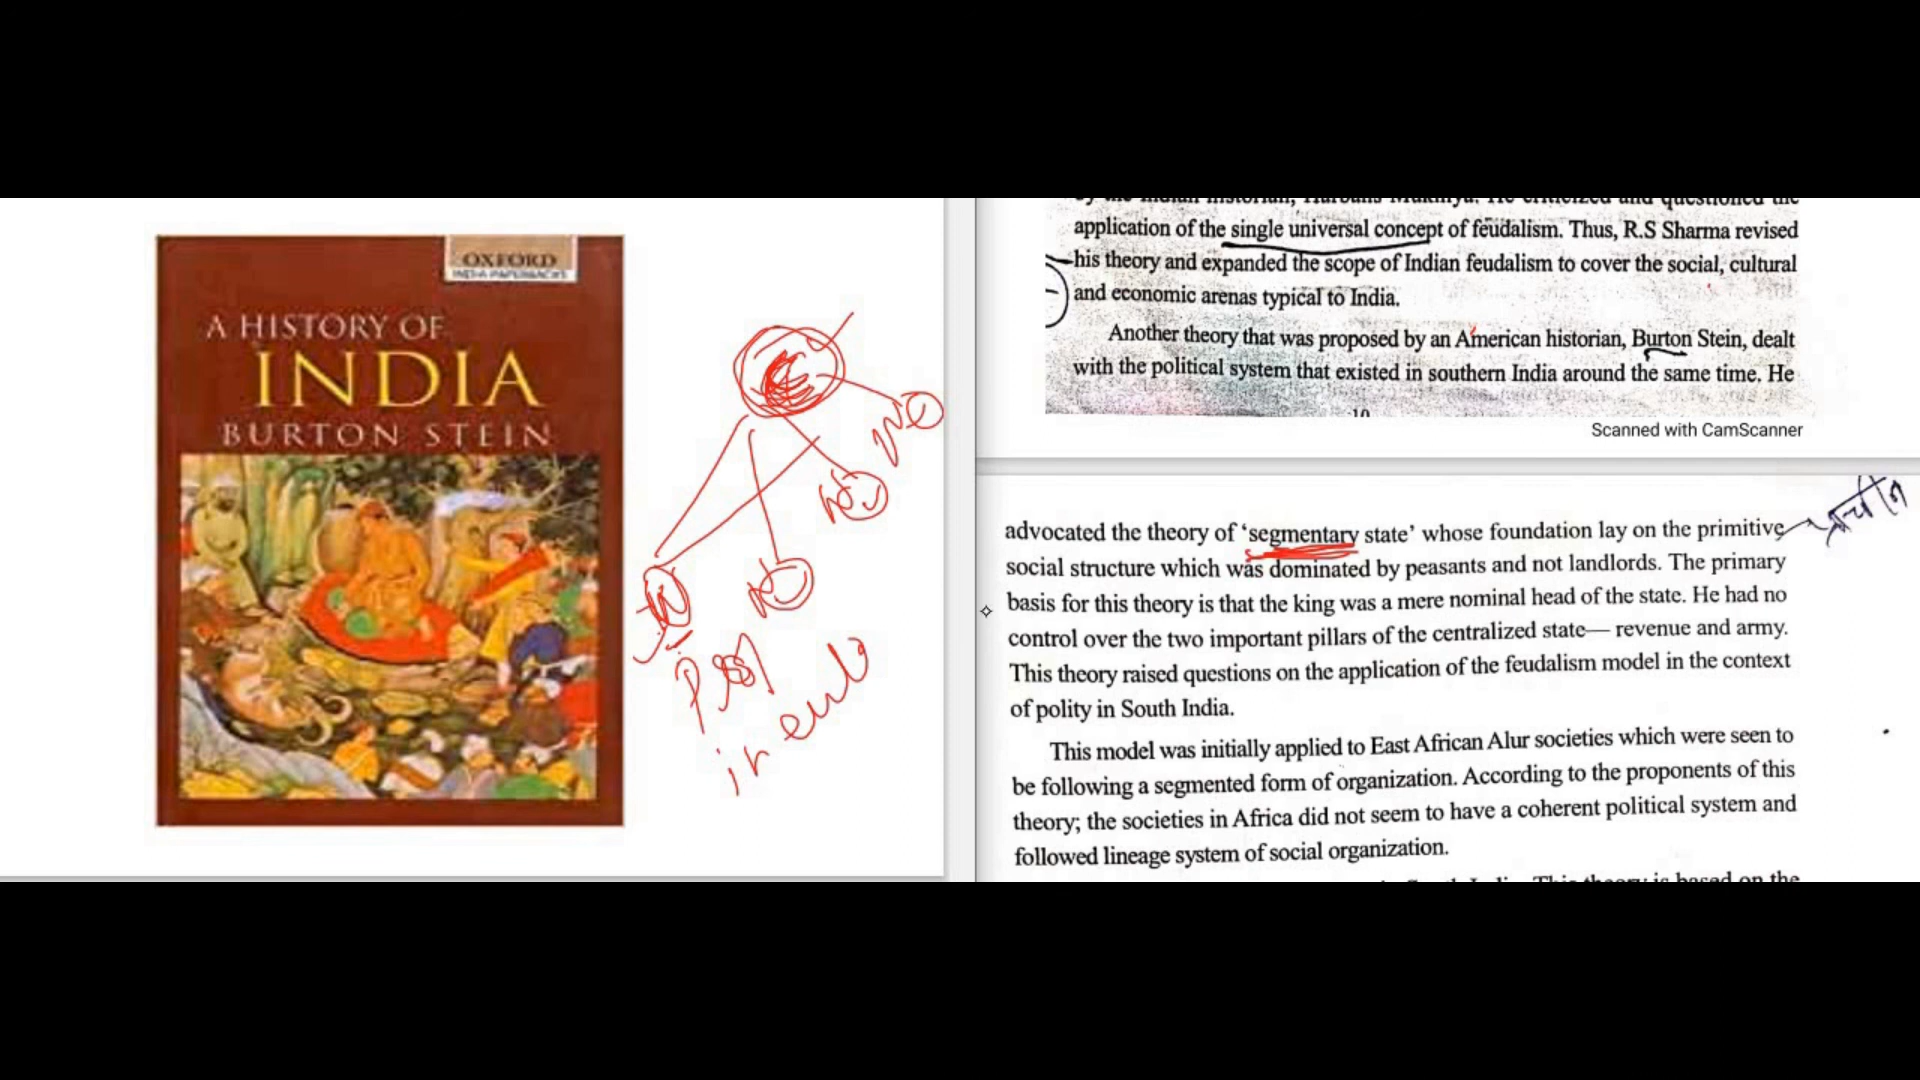 OXFORD
INDIA PAPERBACKS
A HISTORY OF
INDIA
BURTON STEIN
application of the single universal concept of feudalism. Thus, R.S Sharma revised
his theory and expanded the scope of Indian feudalism to cover the social, cultural
and economic arenas typical to India.
Another theory that was proposed by an American historian, Burton Stein, dealt
with the political system that existed in southern India around the same time. He
10
Scanned with CamScanner
advocated the theory of ‘segmentary state’ whose foundation lay on the primitive
social structure which was dominated by peasants and not landlords. The primary
basis for this theory is that the king was a mere nominal head of the state. He had no
control over the two important pillars of the centralized state— revenue and army.
This theory raised questions on the application of the feudalism model in the context
of polity in South India.
This model was initially applied to East African Alur societies which were seen to
be following a segmented form of organization. According to the proponents of this
theory; the societies in Africa did not seem to have a coherent political system and
followed lineage system of social organization.